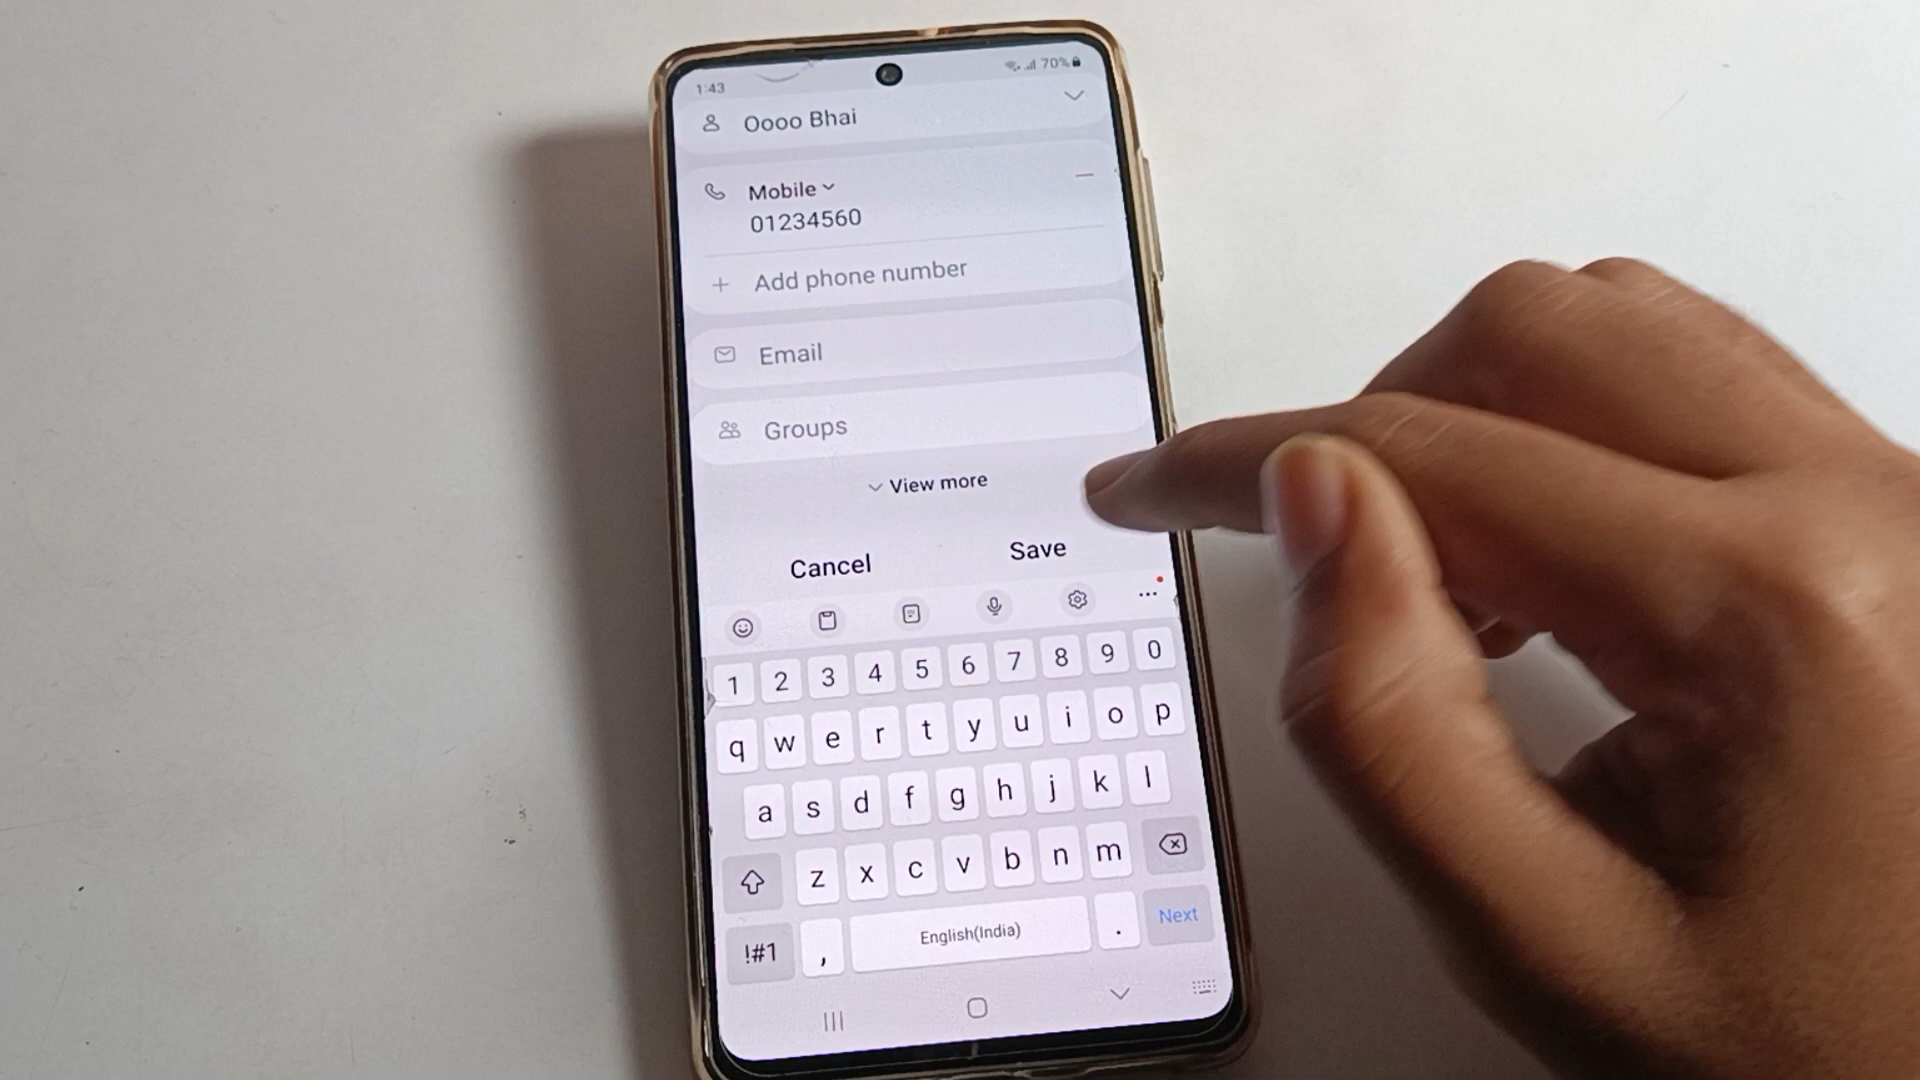 1:43
70%
Oooo Bhai
Mobile
01234560
Add phone number
Email
Groups
View more
Cancel
Save
1 2 3 4 5 6 7 8 9 0
q w e r t y u i o p
a s d f g h j k l
z x c v b n m
!#1 , English(India) . Next